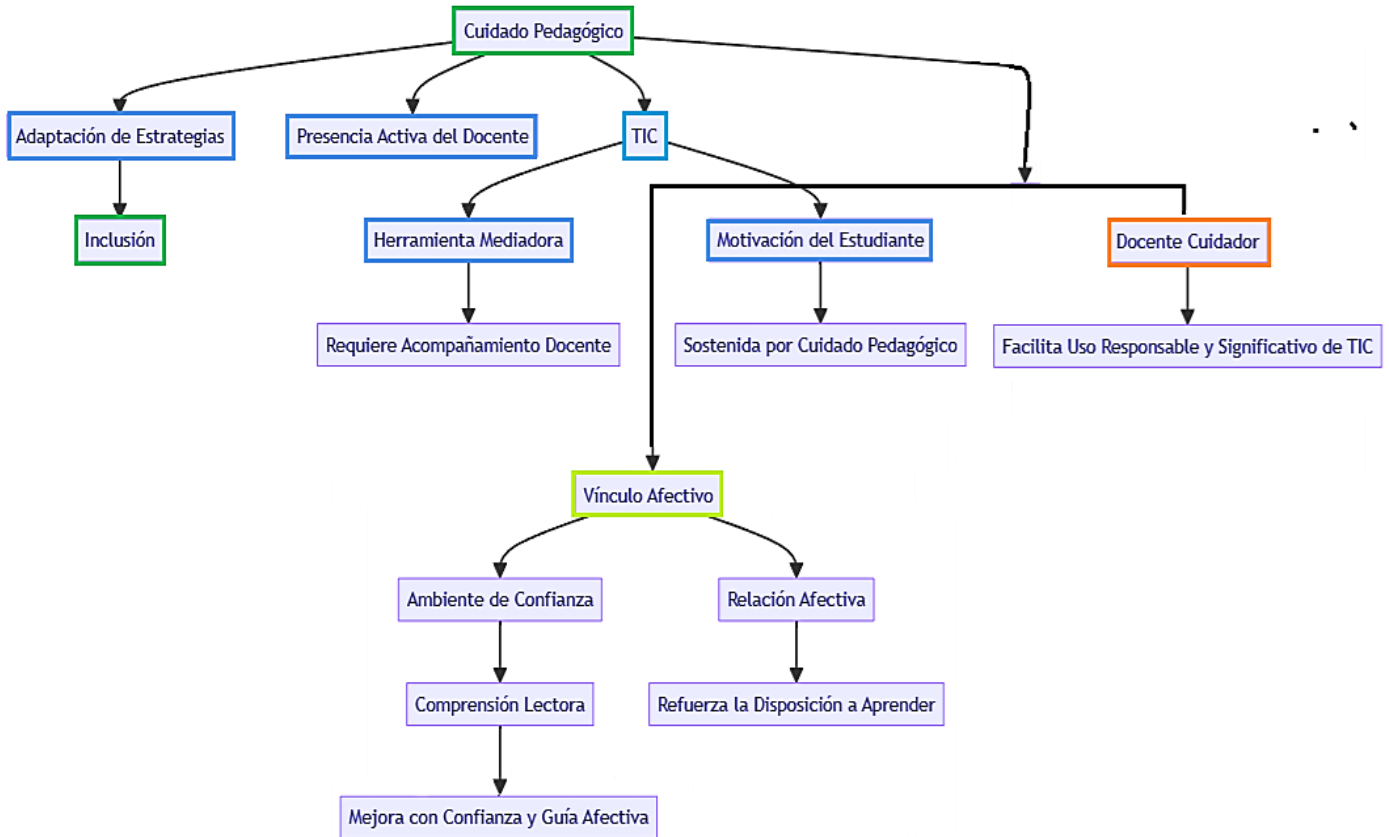 Cuidado Pedagógico
Adaptación de Estrategias
Presencia Activa del Docente
TIC
Inclusión
Herramienta Mediadora
Motivación del Estudiante
Docente Cuidador
Requiere Acompañamiento Docente
Sostenida por Cuidado Pedagógico
Facilita Uso Responsable y Significativo de TIC
Vínculo Afectivo
Ambiente de Confianza
Relación Afectiva
Comprensión Lectora
Refuerza la Disposición a Aprender
Mejora con Confianza y Guía Afectiva